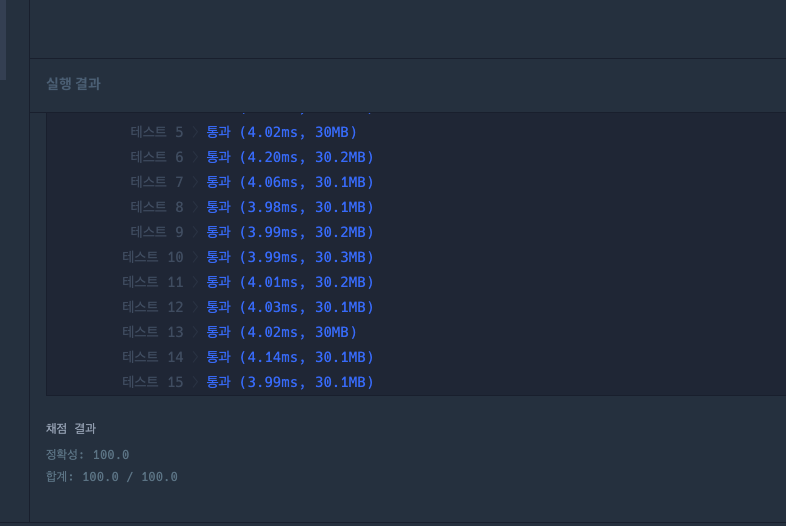 실행 결과
테스트 5 > 통과 (4.02ms, 30MB)
테스트 6 > 통과 (4.20ms, 30.2MB)
테스트 7 > 통과 (4.06ms, 30.1MB)
테스트 8 > 통과 (3.98ms, 30.1MB)
테스트 9 > 통과 (3.99ms, 30.2MB)
테스트 10 > 통과 (3.99ms, 30.3MB)
테스트 11 > 통과 (4.01ms, 30.2MB)
테스트 12 > 통과 (4.03ms, 30.1MB)
테스트 13 > 통과 (4.02ms, 30MB)
테스트 14 > 통과 (4.14ms, 30.1MB)
테스트 15 > 통과 (3.99ms, 30.1MB)
채점 결과
정확성: 100.0
합계: 100.0 / 100.0